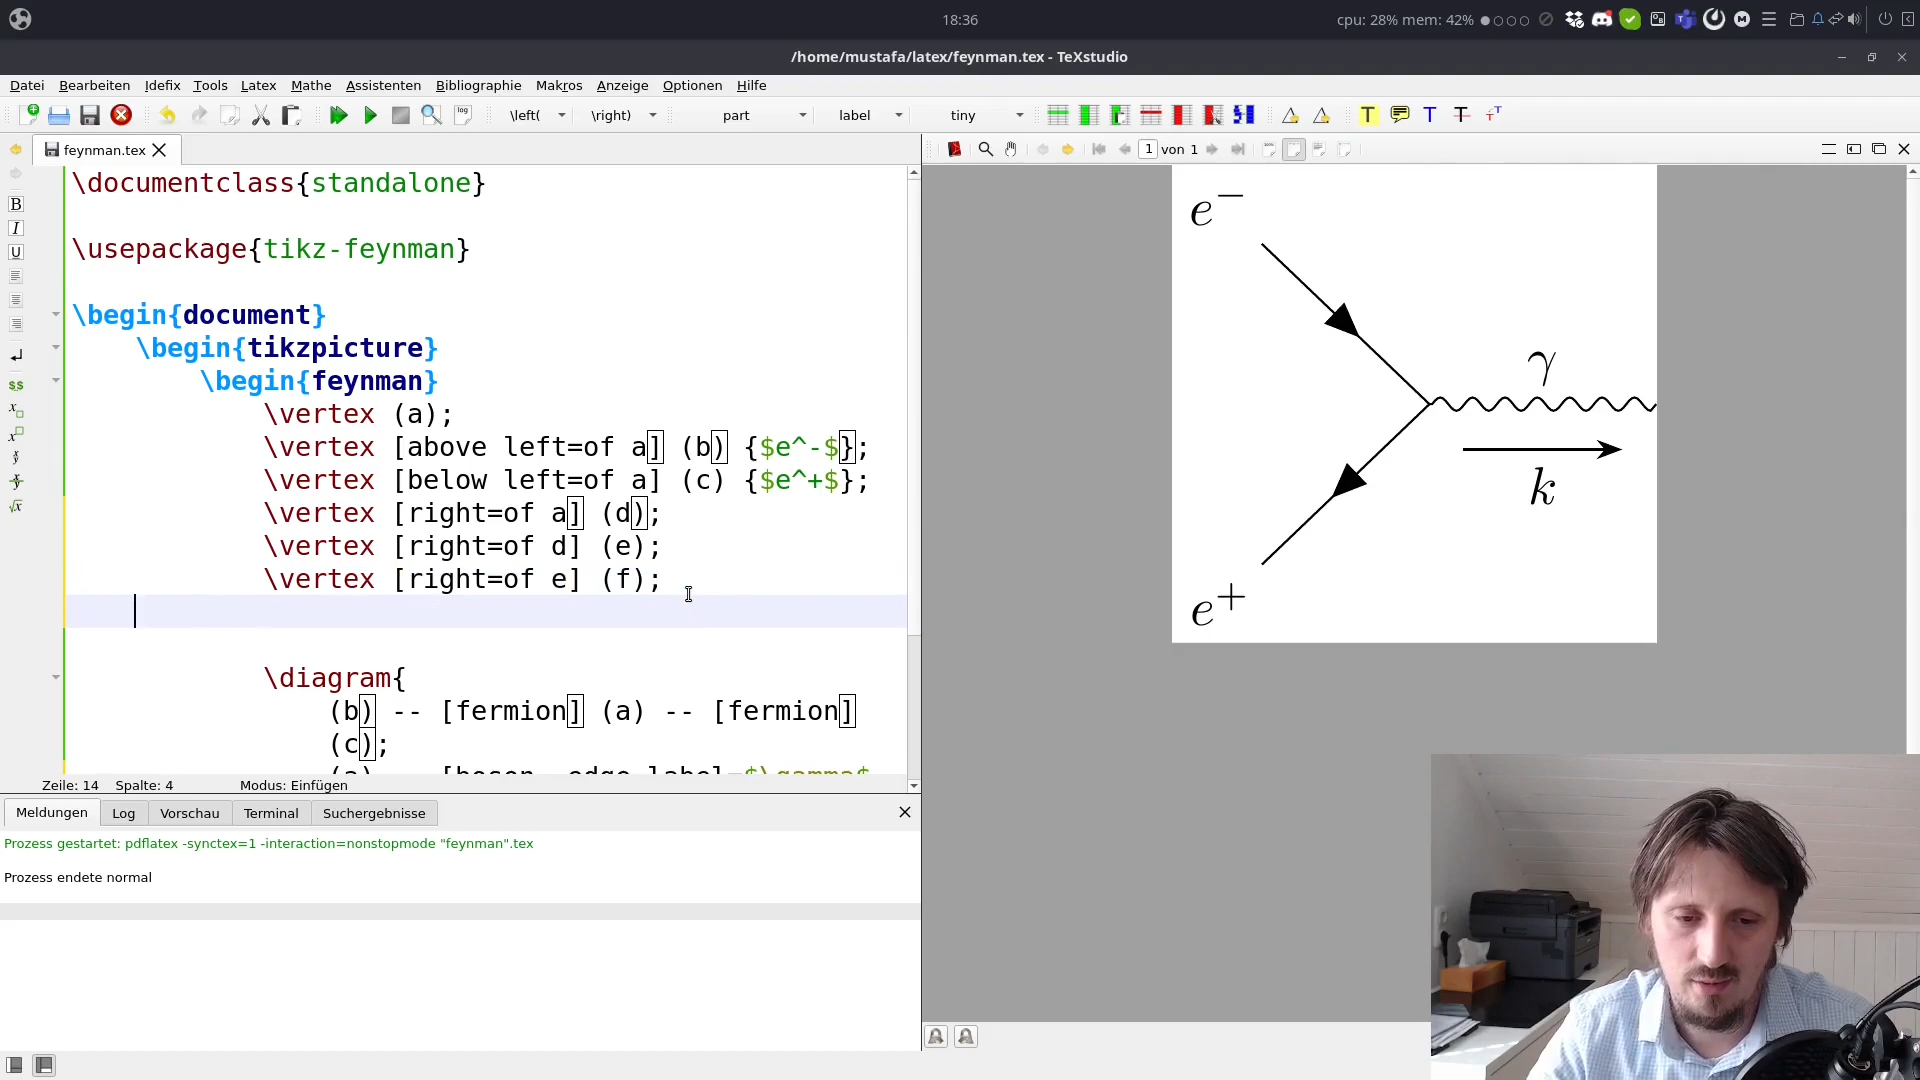 18:36
cpu: 28% mem: 42%
/home/mustafa/latex/feynman.tex - TeXstudio
Datei Bearbeiten Idefix Tools Latex Mathe Assistenten Bibliographie Makros Anzeige Optionen Hilfe
\left( \right) part label tiny
feynman.tex
1 von 1
\documentclass{standalone}
\usepackage{tikz-feynman}
\begin{document}
\begin{tikzpicture}
\begin{feynman}
\vertex (a);
\vertex [above left=of a] (b) {$e^-$};
\vertex [below left=of a] (c) {$e^+$};
\vertex [right=of a] (d);
\vertex [right=of d] (e);
\vertex [right=of e] (f);
\diagram{
(b) -- [fermion] (a) -- [fermion]
(c);
e−
γ
k
e+
Zeile: 14 Spalte: 4 Modus: Einfügen
Meldungen Log Vorschau Terminal Suchergebnisse
Prozess gestartet: pdflatex -synctex=1 -interaction=nonstopmode "feynman".tex
Prozess endete normal